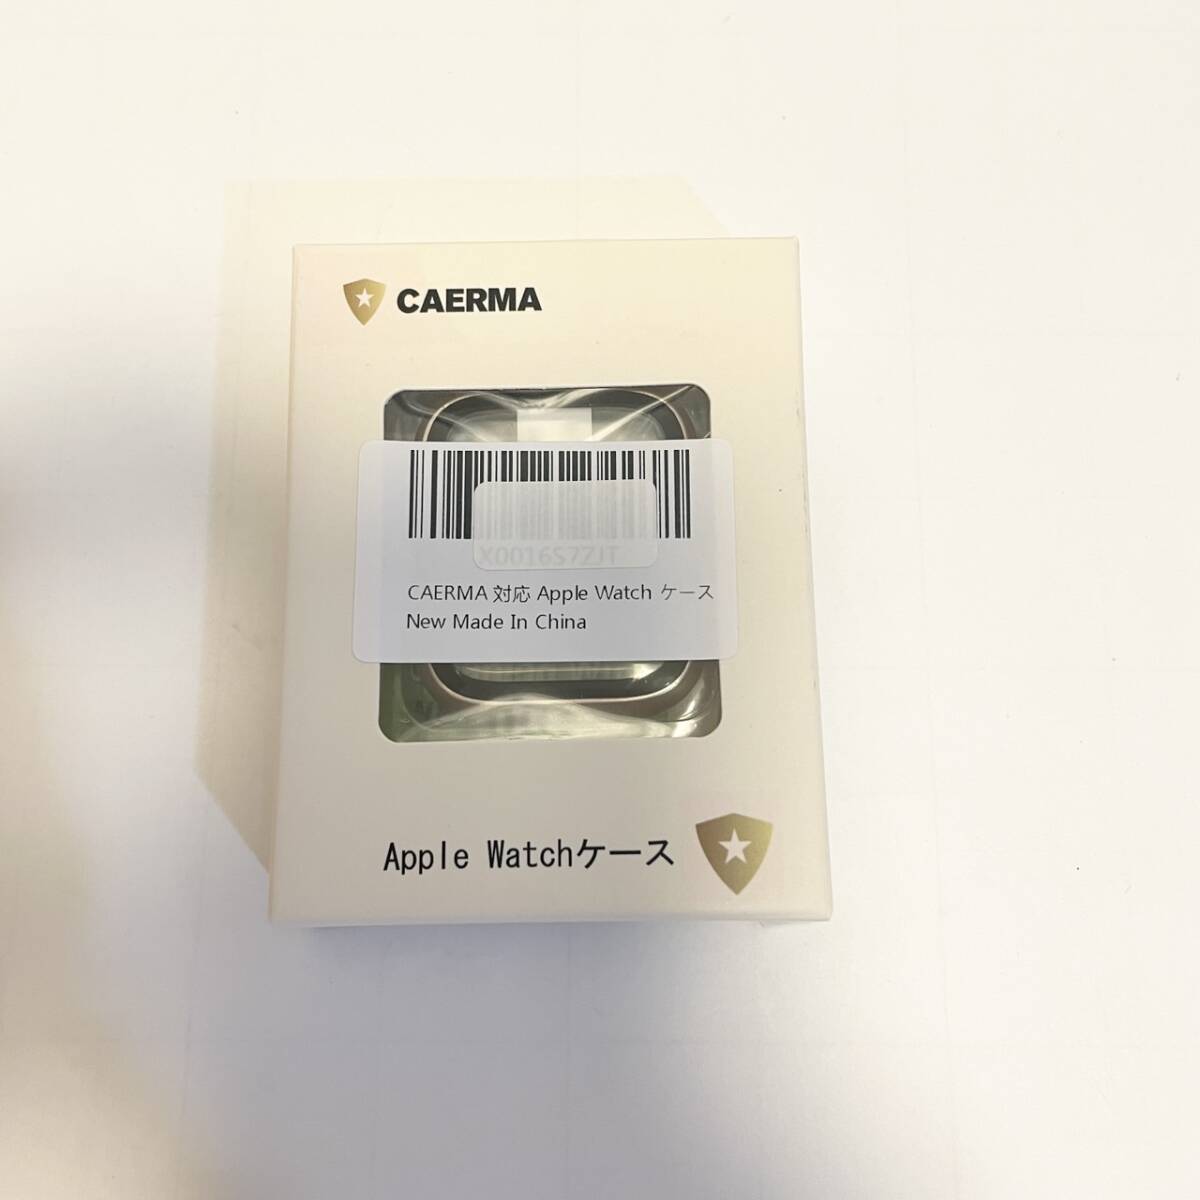 CAERMA
X0016S7ZJT
CAERMA 対応 Apple Watch ケース
New Made In China
Apple Watchケース